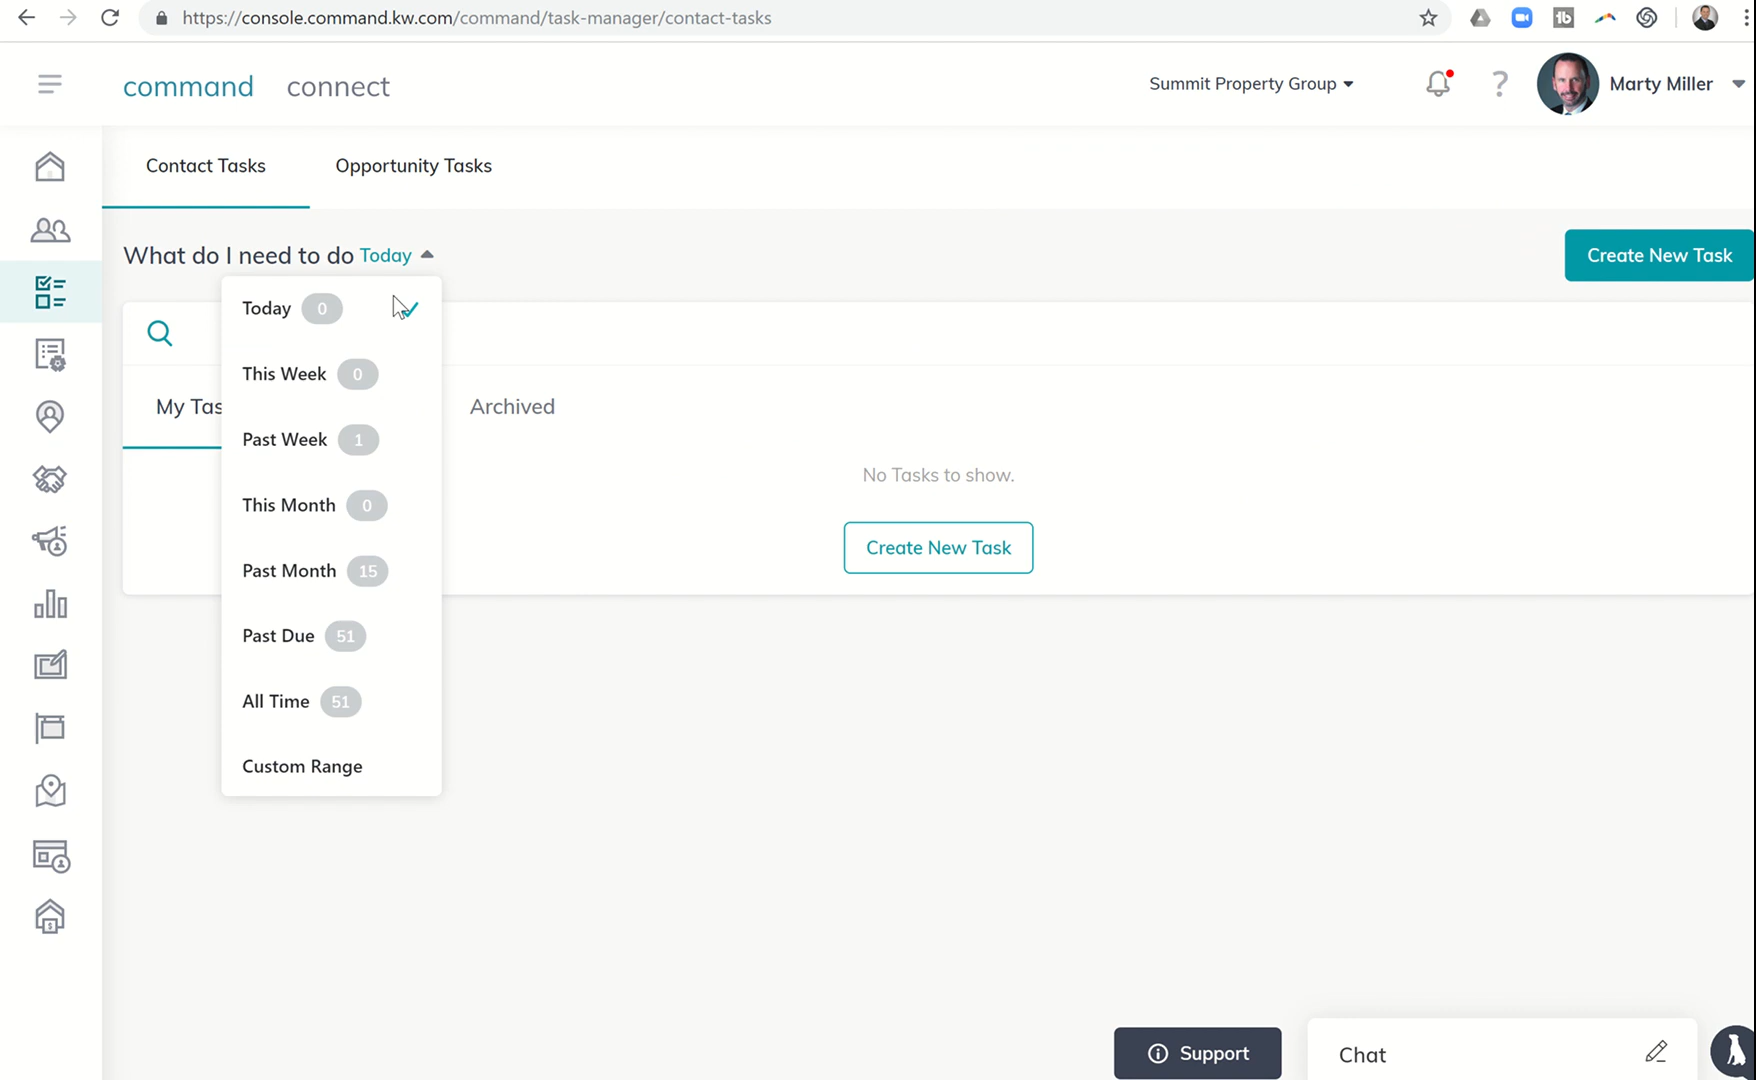 https://console.command.kw.com/command/task-manager/contact-tasks
command connect
Summit Property Group
Marty Miller
Contact Tasks
Opportunity Tasks
What do I need to do Today
Create New Task
Today 0
This Week 0
Past Week 1
This Month 0
Past Month 15
Past Due 51
All Time 51
Custom Range
My Tas
Archived
No Tasks to show.
Create New Task
Support
Chat